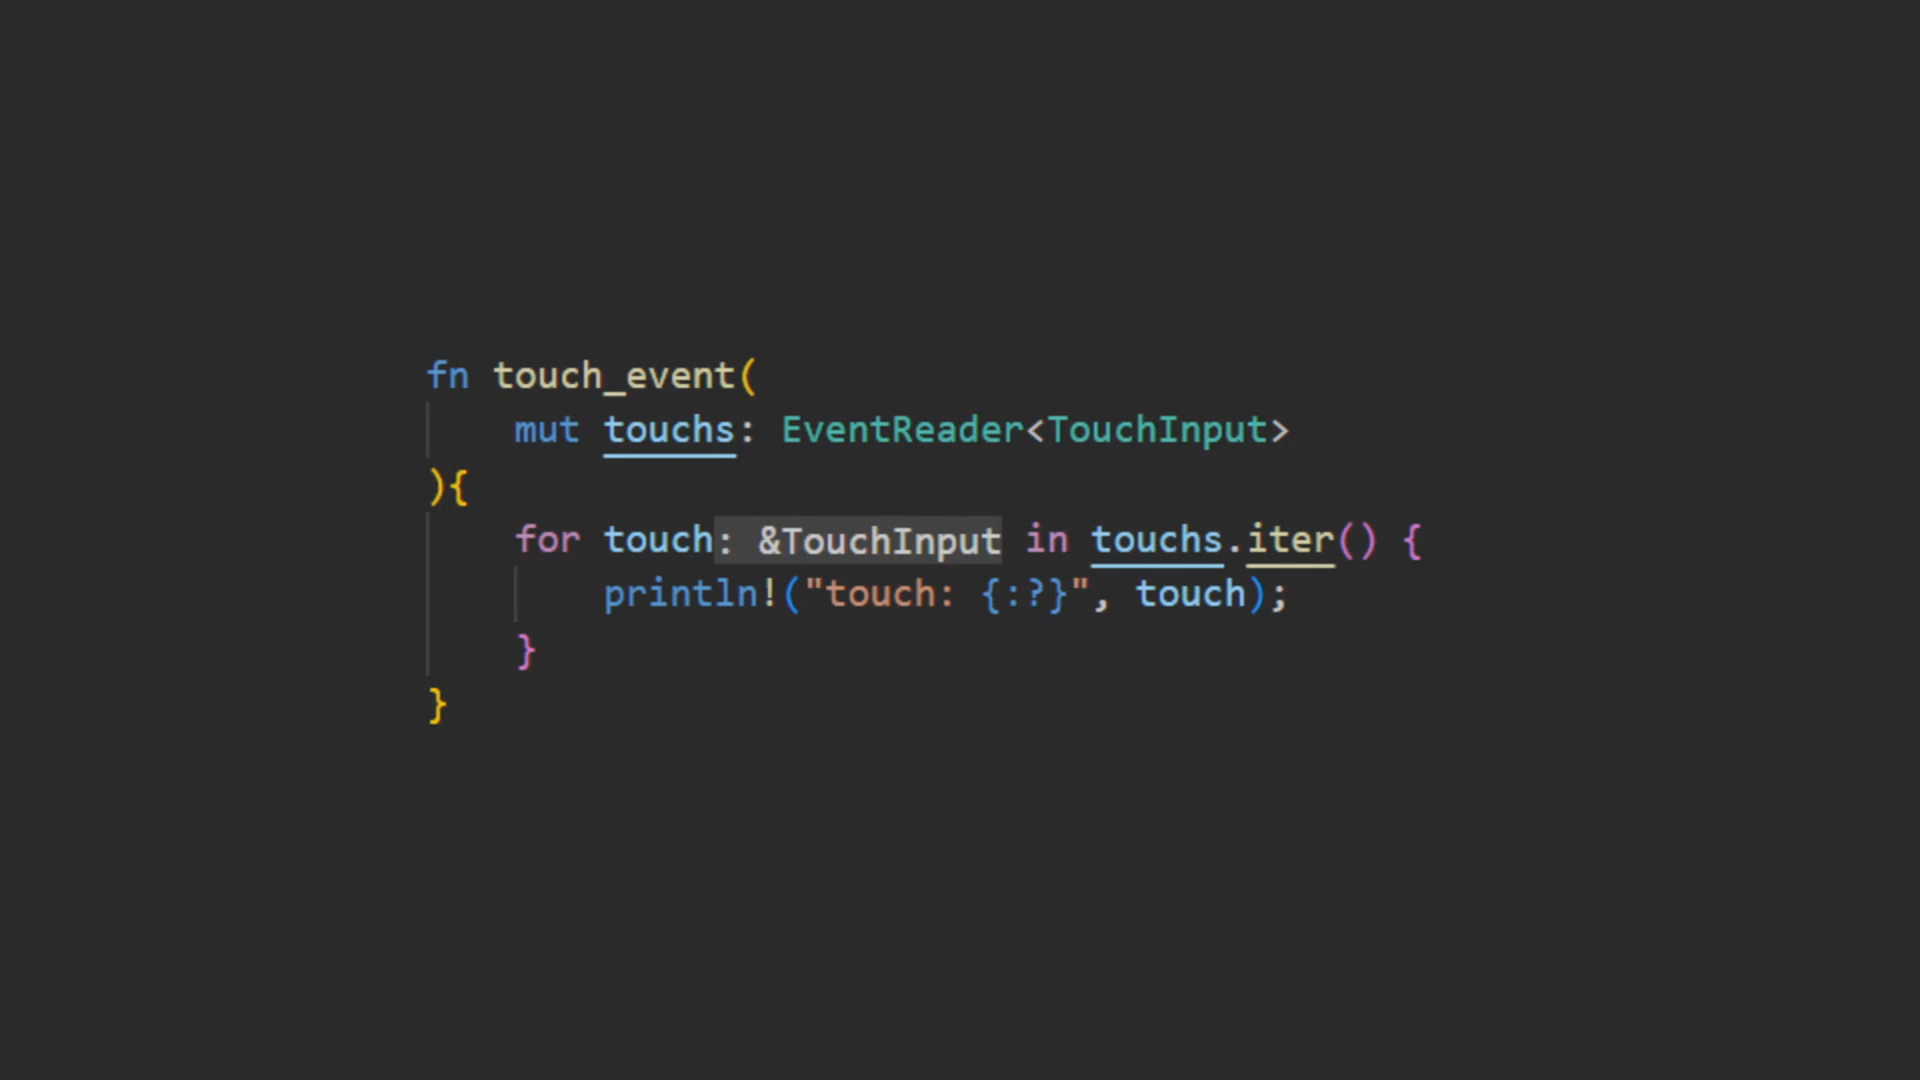 fn touch_event(
mut touchs: EventReader<TouchInput>
){
for touch: &TouchInput in touchs.iter() {
println!("touch: {:?}", touch);
}
}